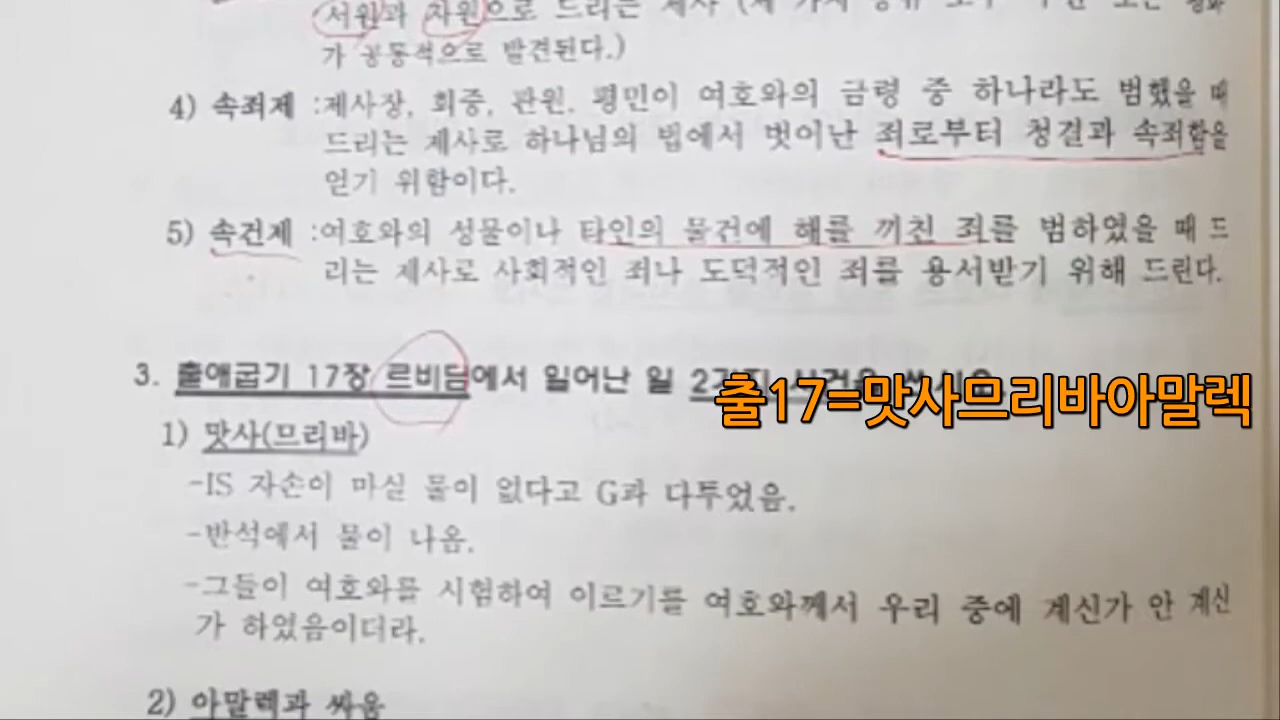 서원과 자원으로 드리는 제사
가 공통적으로 발견된다.)
4) 속죄제 :제사장, 회중, 관원, 평민이 여호와의 금령 중 하나라도 범했을 때
드리는 제사로 하나님의 법에서 벗어난 죄로부터 청결과 속죄함을
얻기 위함이다.
5) 속건제 :여호와의 성물이나 타인의 물건에 해를 끼친 죄를 범하였을 때 드
리는 제사로 사회적인 죄나 도덕적인 죄를 용서받기 위해 드린다.
3. 출애굽기 17장 르비딤에서 일어난 일 2가지
출17=맛사므리바아말렉
1) 맛사(므리바)
-IS 자손이 마실 물이 없다고 G과 다투었음.
-반석에서 물이 나옴.
-그들이 여호와를 시험하여 이르기를 여호와께서 우리 중에 계신가 안 계신
가 하였음이더라.
2) 아말렉과 싸움